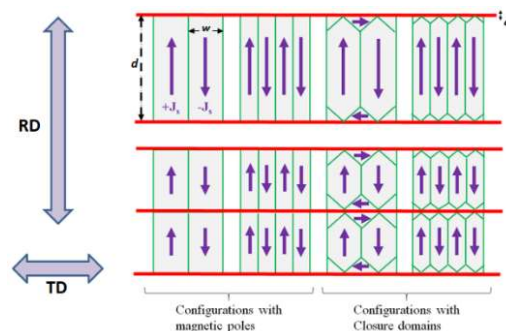 w
d
+Jₛ
-Jₛ
RD
TD
Configurations with
magnetic poles
Configurations with
Closure domains